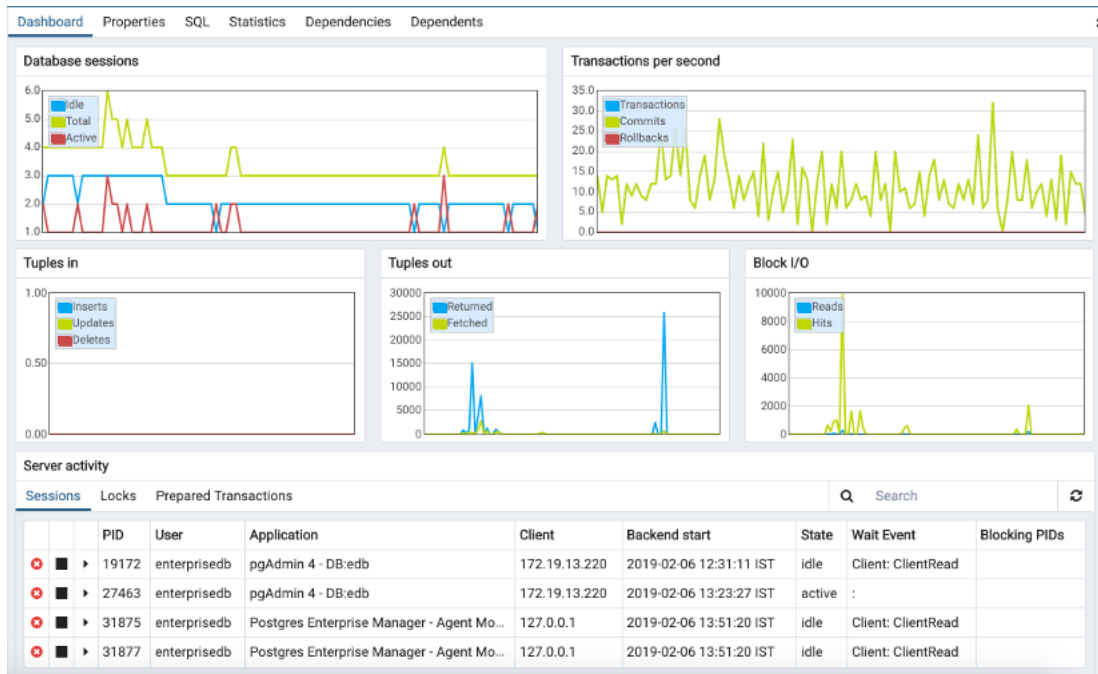 Dashboard Properties SQL Statistics Dependencies Dependents
Database sessions
6.0
5.0
4.0
3.0
2.0
1.0
Idle
Total
Active
Transactions per second
35.0
30.0
25.0
20.0
15.0
10.0
5.0
0.0
Transactions
Commits
Rollbacks
Tuples in
1.00
0.50
0.00
Inserts
Updates
Deletes
Tuples out
30000
25000
20000
15000
10000
5000
0
Returned
Fetched
Block I/O
10000
8000
6000
4000
2000
0
Reads
Hits
Server activity
Sessions Locks Prepared Transactions Search
PID User Application Client Backend start State Wait Event Blocking PIDs
19172 enterprisedb pgAdmin 4 - DB:edb 172.19.13.220 2019-02-06 12:31:11 IST idle Client: ClientRead
27463 enterprisedb pgAdmin 4 - DB:edb 172.19.13.220 2019-02-06 13:23:27 IST active :
31875 enterprisedb Postgres Enterprise Manager - Agent Mo... 127.0.0.1 2019-02-06 13:51:20 IST idle Client: ClientRead
31877 enterprisedb Postgres Enterprise Manager - Agent Mo... 127.0.0.1 2019-02-06 13:51:20 IST idle Client: ClientRead